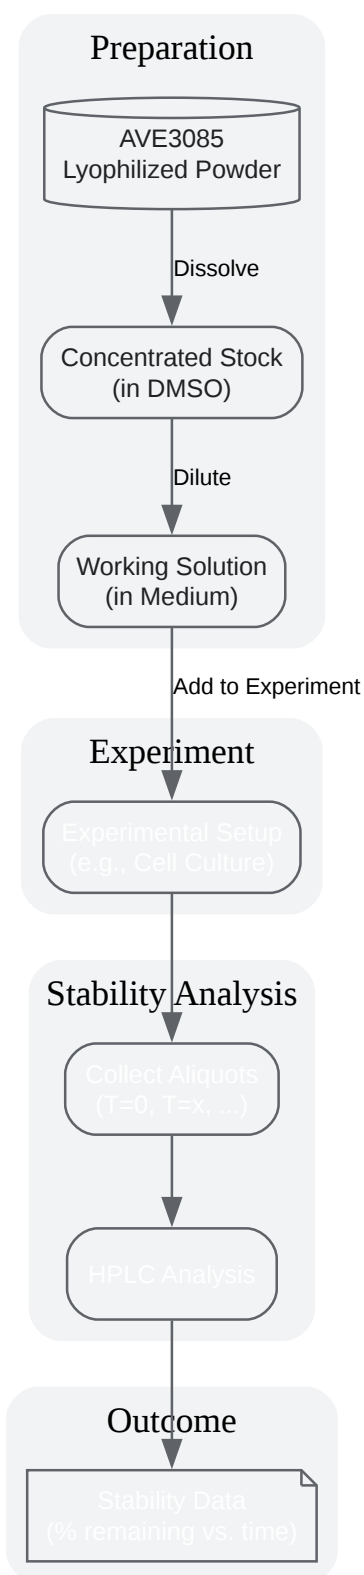 Preparation
AVE3085
Lyophilized Powder
Dissolve
Concentrated Stock
(in DMSO)
Dilute
Working Solution
(in Medium)
Add to Experiment
Experiment
Experimental Setup
(e.g., Cell Culture)
Stability Analysis
Collect Aliquots
(T=0, T=x, ...)
HPLC Analysis
Outcome
Stability Data
(% remaining vs. time)